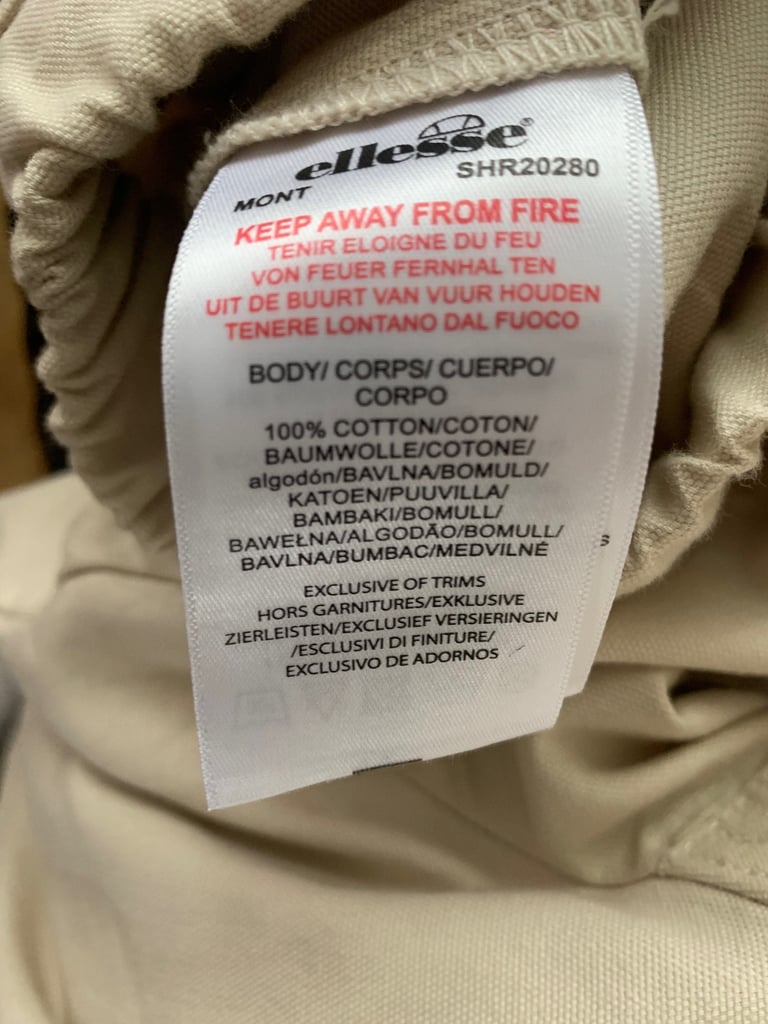 ellesse®
MONT SHR20280
KEEP AWAY FROM FIRE
TENIR ELOIGNE DU FEU
VON FEUER FERNHAL TEN
UIT DE BUURT VAN VUUR HOUDEN
TENERE LONTANO DAL FUOCO
BODY/ CORPS/ CUERPO/
CORPO
100% COTTON/COTON/
BAUMWOLLE/COTONE/
algodón/BAVLNA/BOMULD/
KATOEN/PUUVILLA/
BAMBAKI/BOMULL/
BAWEŁNA/ALGODÃO/BOMULL/
BAVLNA/BUMBAC/MEDVILNÉ
EXCLUSIVE OF TRIMS
HORS GARNITURES/EXKLUSIVE
ZIERLEISTEN/EXCLUSIEF VERSIERINGEN
/ESCLUSIVI DI FINITURE/
EXCLUSIVO DE ADORNOS